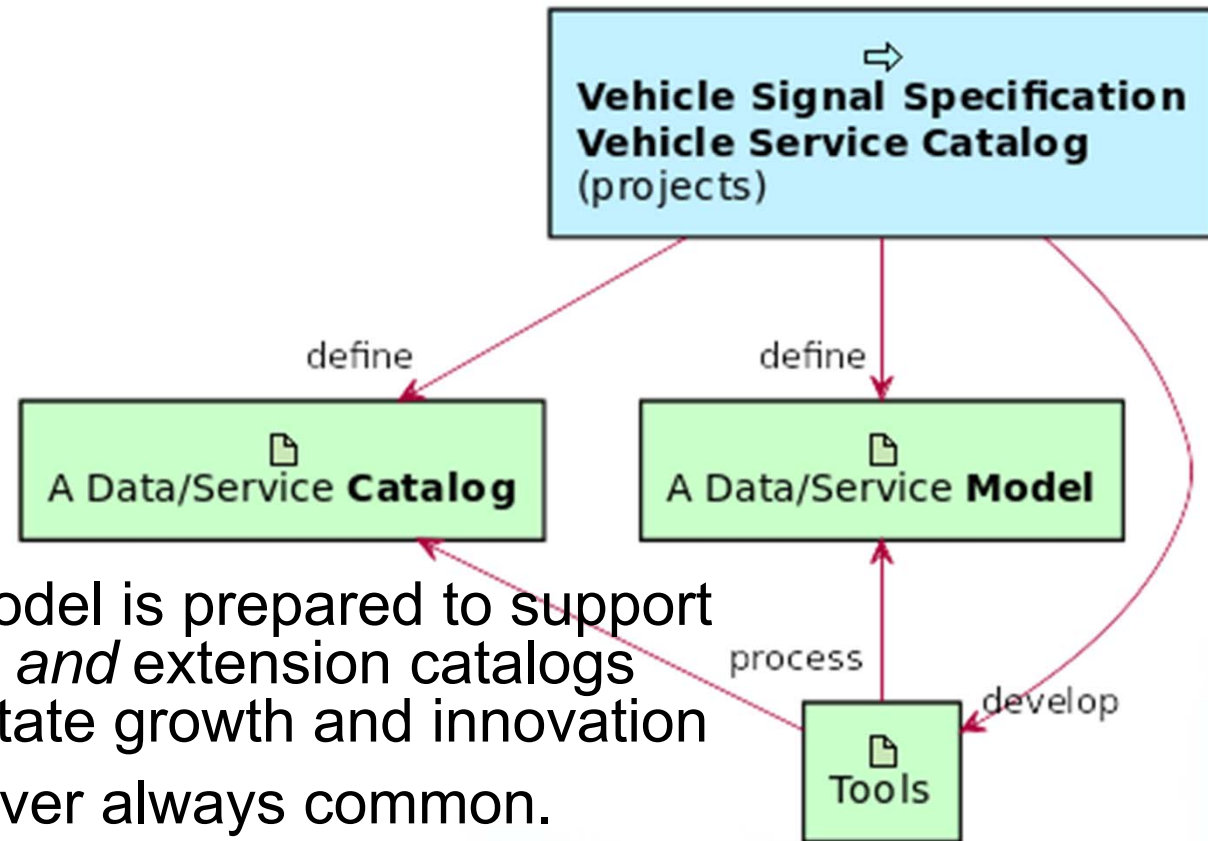 Vehicle Signal Specification
Vehicle Service Catalog
(projects)
define
define
A Data/Service Catalog
A Data/Service Model
odel is prepared to support
and extension catalogs
process
develop
tate growth and innovation
Tools
ver always common.